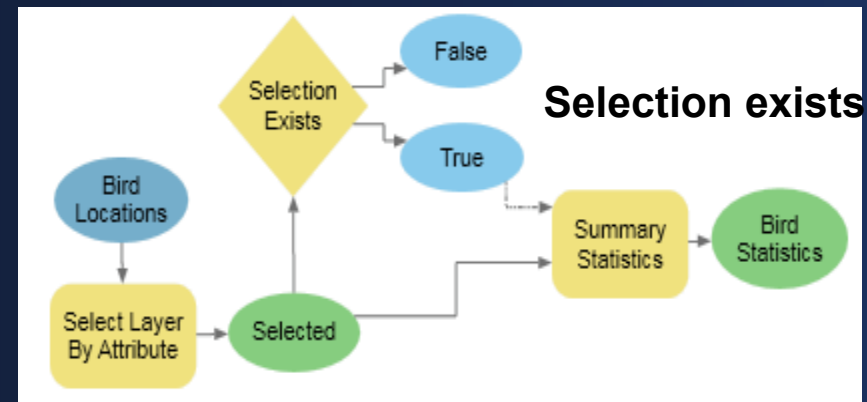 False
Selection
Exists
Selection exists
True
Bird
Locations
Summary
Statistics
Bird
Statistics
Select Layer
By Attribute
Selected